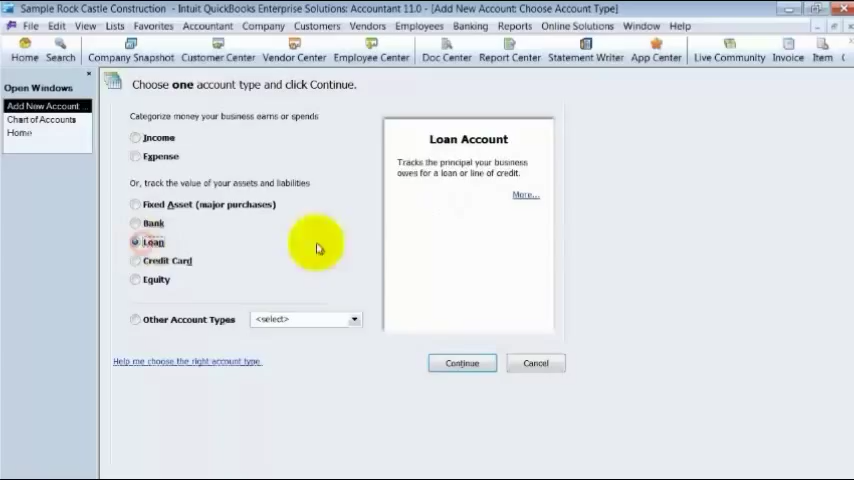 Sample Rock Castle Construction - Intuit QuickBooks Enterprise Solutions: Accountant 11.0 - [Add New Account: Choose Account Type]
File Edit View Lists Favorites Accountant Company Customers Vendors Employees Banking Reports Online Solutions Window Help
Home Search Company Snapshot Customer Center Vendor Center Employee Center Doc Center Report Center Statement Writer App Center Live Community Invoice Item
Open Windows
Add New Account ...
Chart of Accounts
Home
Choose one account type and click Continue.
Categorize money your business earns or spends
Income
Expense
Or, track the value of your assets and liabilities
Fixed Asset (major purchases)
Bank
Loan
Credit Card
Equity
Other Account Types <select>
Help me choose the right account type.
Loan Account
Tracks the principal your business
owes for a loan or line of credit.
More...
Continue Cancel